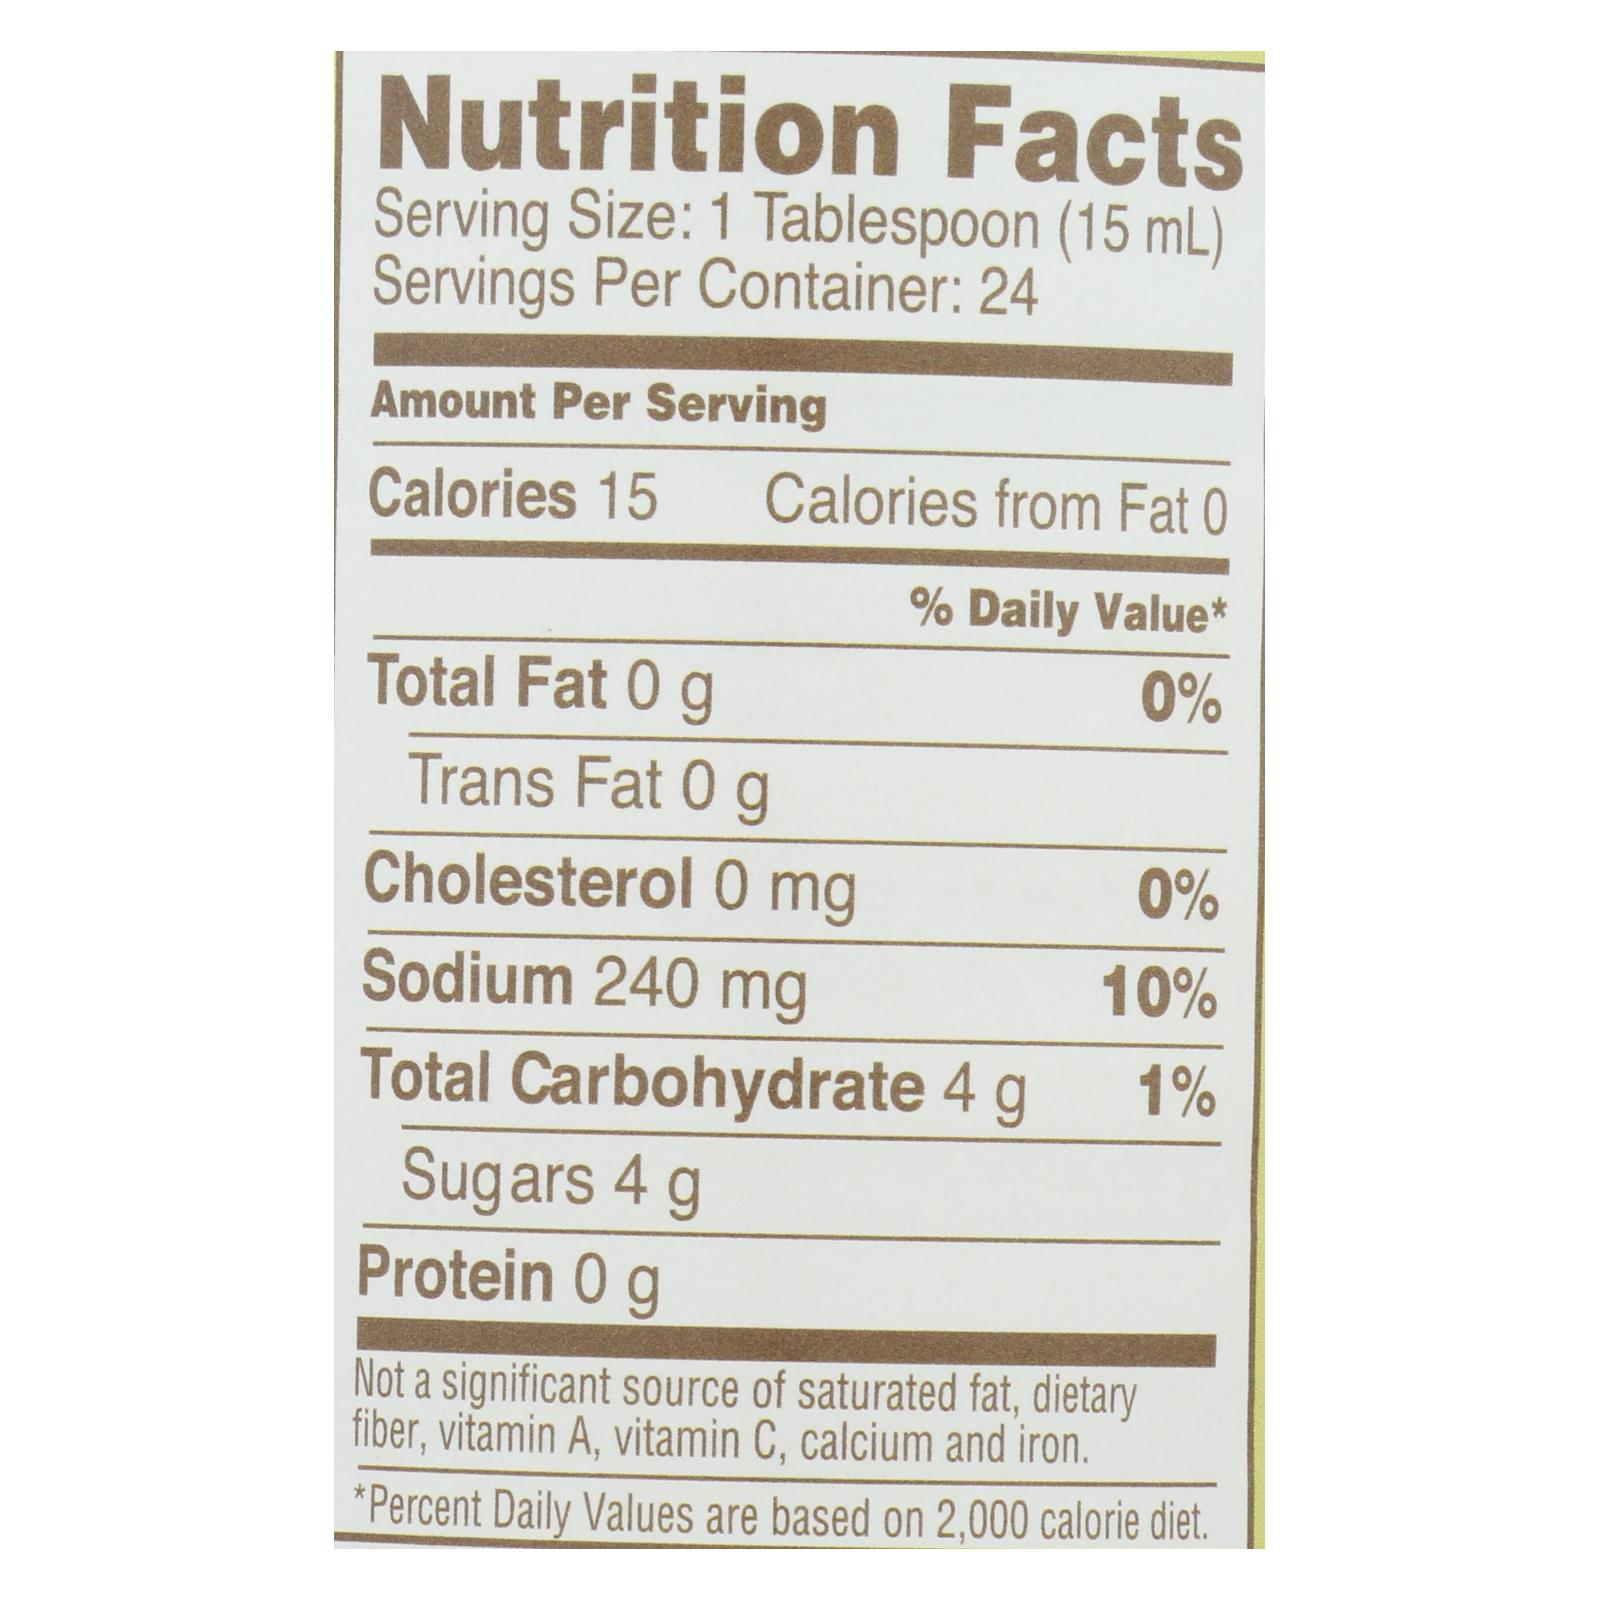 Nutrition Facts
Serving Size: 1 Tablespoon (15 mL)
Servings Per Container: 24
Amount Per Serving
Calories 15 Calories from Fat 0
% Daily Value*
Total Fat 0 g 0%
Trans Fat 0 g
Cholesterol 0 mg 0%
Sodium 240 mg 10%
Total Carbohydrate 4 g 1%
Sugars 4 g
Protein 0 g
Not a significant source of saturated fat, dietary
fiber, vitamin A, vitamin C, calcium and iron.
*Percent Daily Values are based on 2,000 calorie diet.